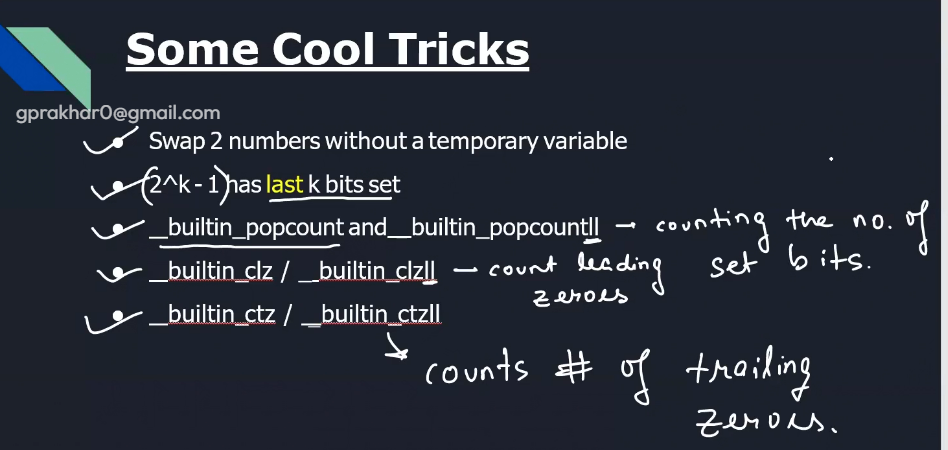 Some Cool Tricks
gprakhar0@gmail.com
Swap 2 numbers without a temporary variable
(2^k - 1) has last k bits set
__builtin_popcount and __builtin_popcountll → counting the no. of
set bits.
__builtin_clz / __builtin_clzll — count leading
zeroes
__builtin_ctz / __builtin_ctzll
counts # of trailing
zeroes.